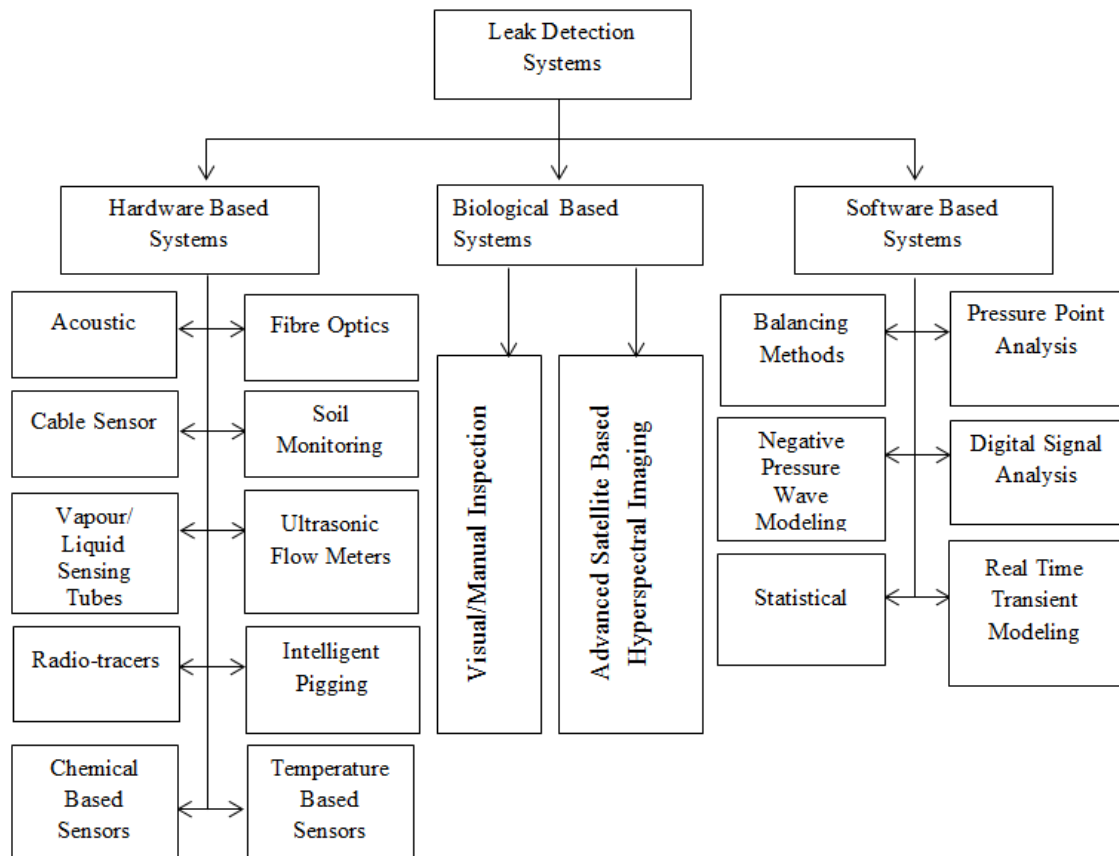 Leak Detection
Systems
Hardware Based
Systems
Biological Based
Systems
Software Based
Systems
Acoustic
Fibre Optics
Cable Sensor
Soil
Monitoring
Vapour/
Liquid
Sensing
Tubes
Ultrasonic
Flow Meters
Radio-tracers
Intelligent
Pigging
Chemical
Based
Sensors
Temperature
Based
Sensors
Visual/Manual Inspection
Advanced Satellite Based
Hyperspectral Imaging
Balancing
Methods
Pressure Point
Analysis
Negative
Pressure
Wave
Modeling
Digital Signal
Analysis
Statistical
Real Time
Transient
Modeling